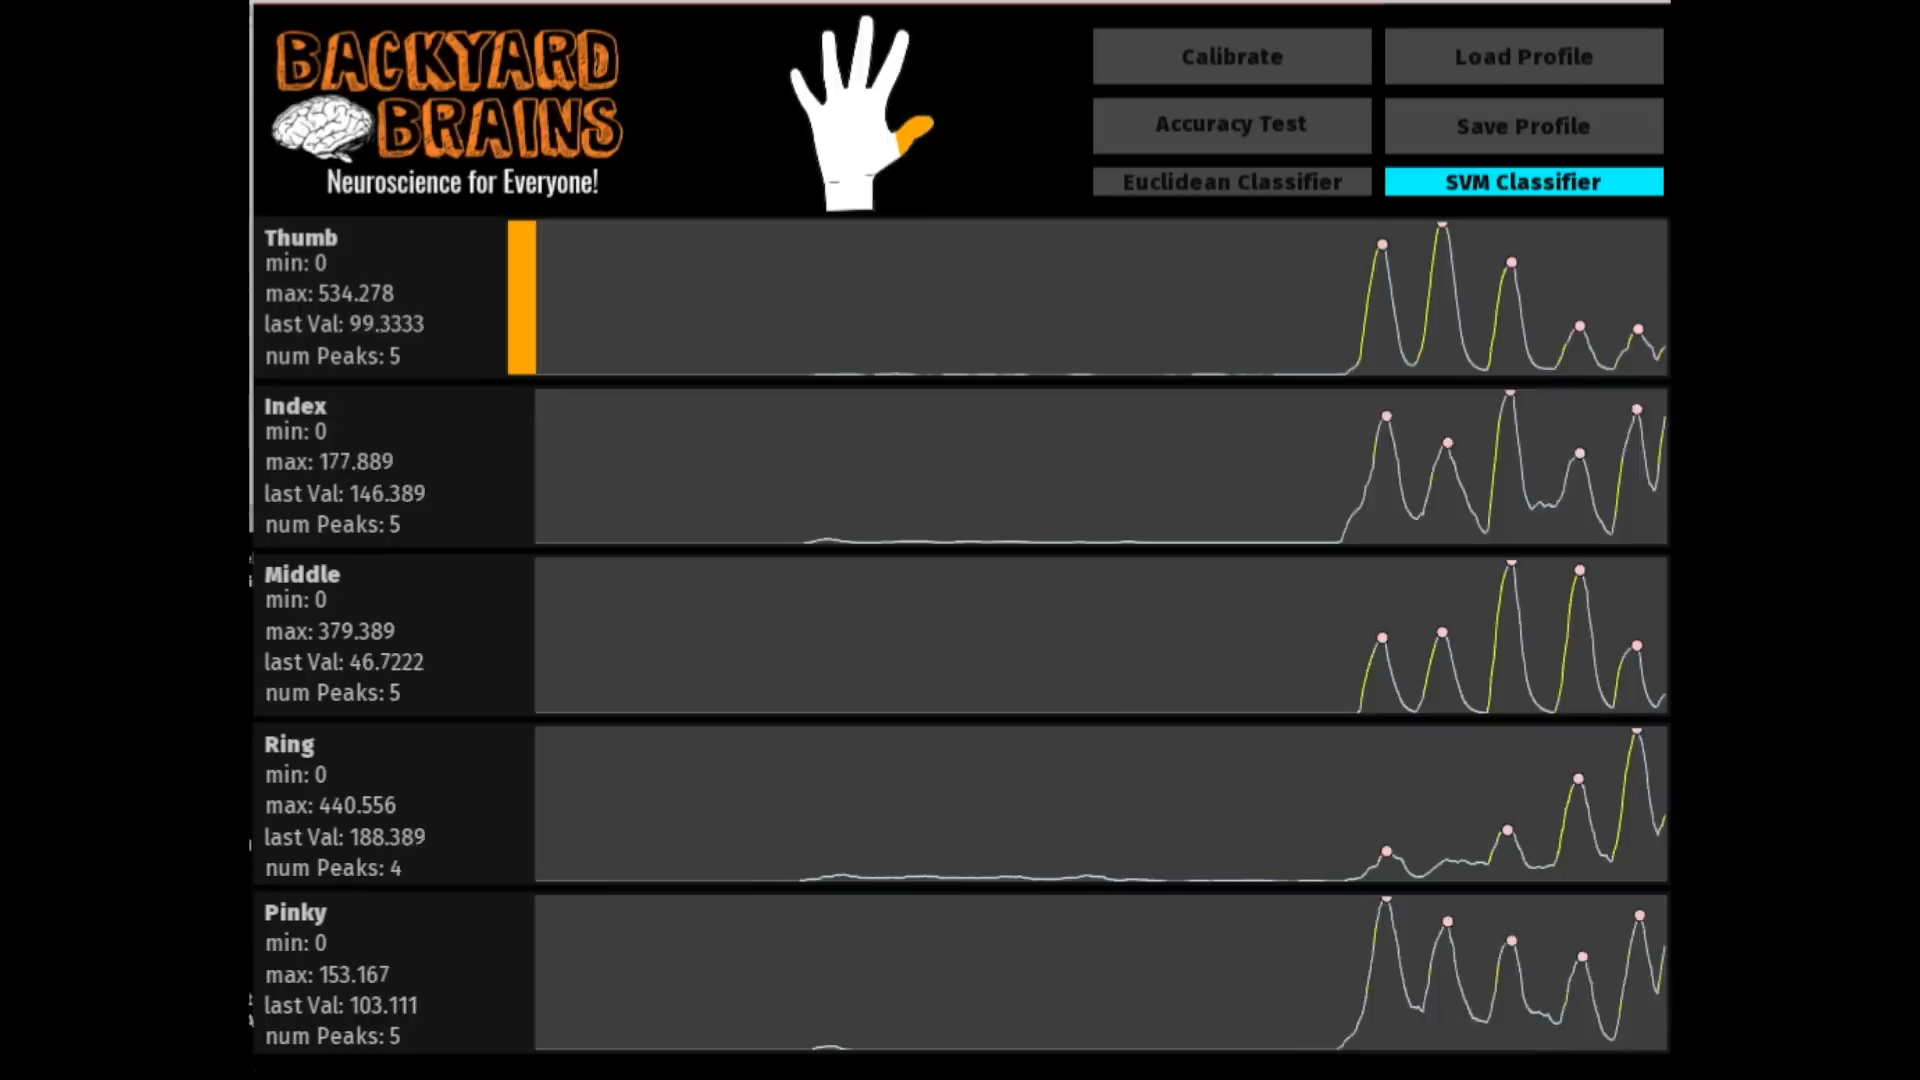 BACKYARD
BRAINS
Neuroscience for Everyone!
Calibrate
Load Profile
Accuracy Test
Save Profile
Euclidean Classifier
SVM Classifier
Thumb
min: 0
max: 534.278
last Val: 99.3333
num Peaks: 5
Index
min: 0
max: 177.889
last Val: 146.389
num Peaks: 5
Middle
min: 0
max: 379.389
last Val: 46.7222
num Peaks: 5
Ring
min: 0
max: 440.556
last Val: 188.389
num Peaks: 4
Pinky
min: 0
max: 153.167
last Val: 103.111
num Peaks: 5